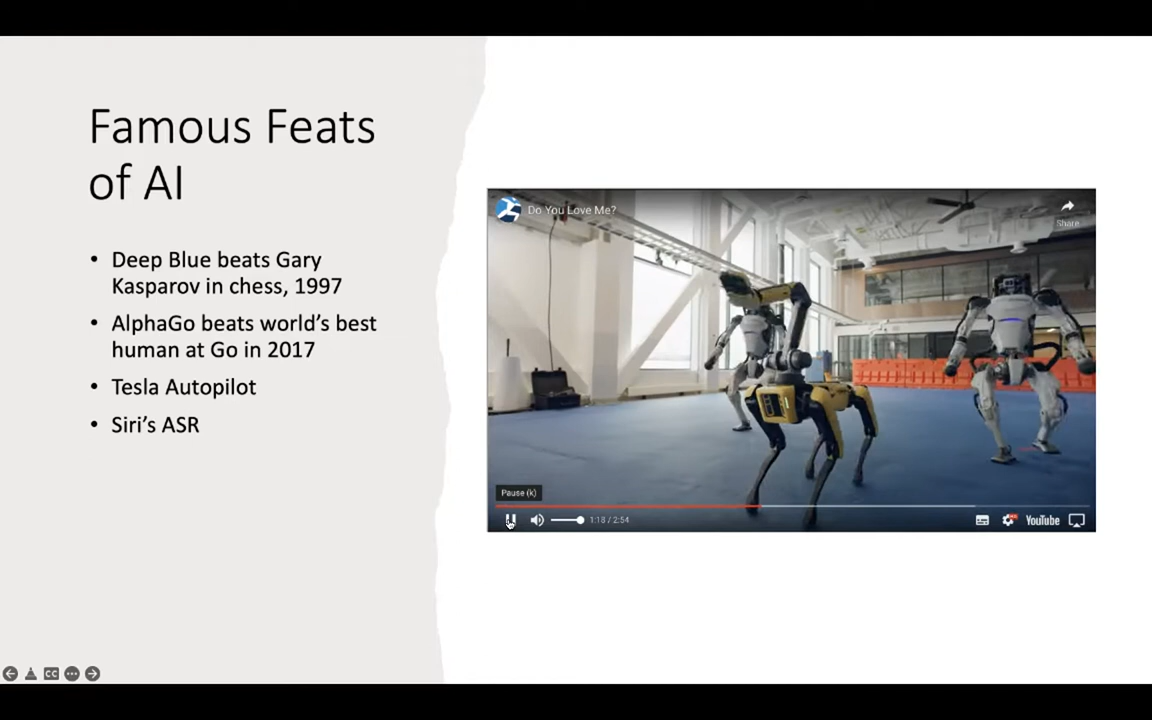 Famous Feats
of AI
• Deep Blue beats Gary
Kasparov in chess, 1997
• AlphaGo beats world's best
human at Go in 2017
• Tesla Autopilot
• Siri's ASR
Do You Love Me?
Share
Pause (k)
1:18 / 2:54
YouTube
CC